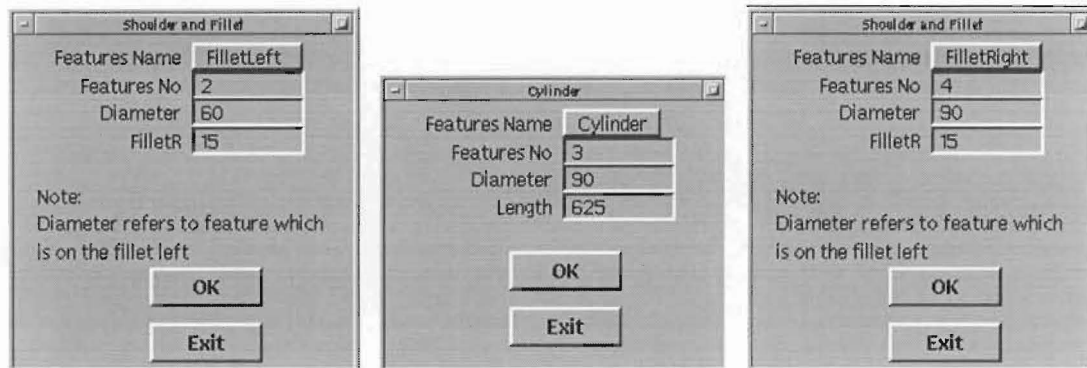 Shoulder and Fillet
Features Name FilletLeft
Features No 2
Diameter 60
FilletR 15
Note:
Diameter refers to feature which
is on the fillet left
OK
Exit
Cylinder
Features Name Cylinder
Features No 3
Diameter 90
Length 625
OK
Exit
Shoulder and Fillet
Features Name FilletRight
Features No 4
Diameter 90
FilletR 15
Note:
Diameter refers to feature which
is on the fillet left
OK
Exit